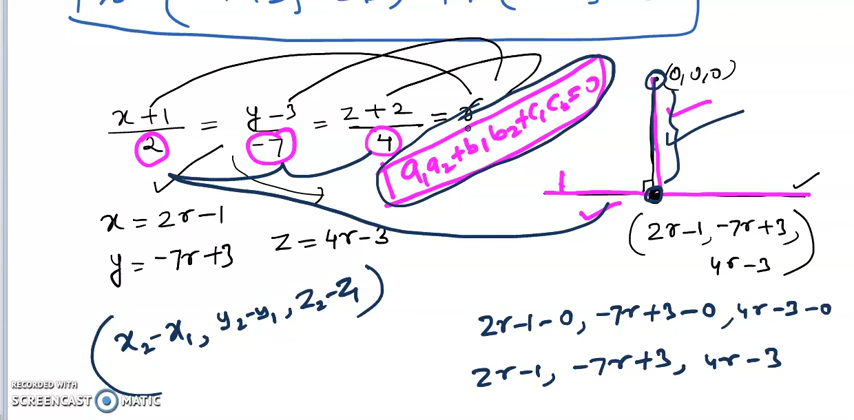 (0,0,0)
x+1/2 = y-3/-7 = z+2/4 =
a₁a₂+b₁b₂+c₁c₂=0
x = 2r-1
y = -7r+3
z = 4r-3
(2r-1, -7r+3,
4r-3)
(x₂-x₁, y₂-y₁, z₂-z₁)
2r-1-0, -7r+3-0, 4r-3-0
2r-1, -7r+3, 4r-3
RECORDED WITH
SCREENCAST MATIC